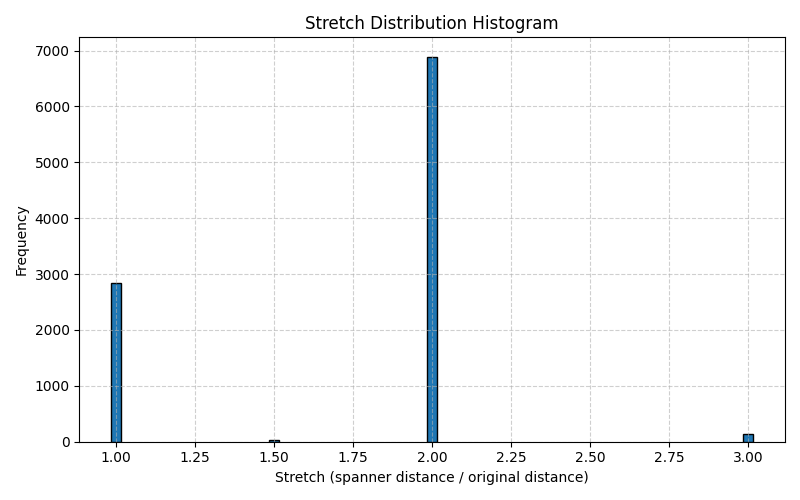 Stretch Distribution Histogram
Frequency
7000
6000
5000
4000
3000
2000
1000
0
1.00 1.25 1.50 1.75 2.00 2.25 2.50 2.75 3.00
Stretch (spanner distance / original distance)